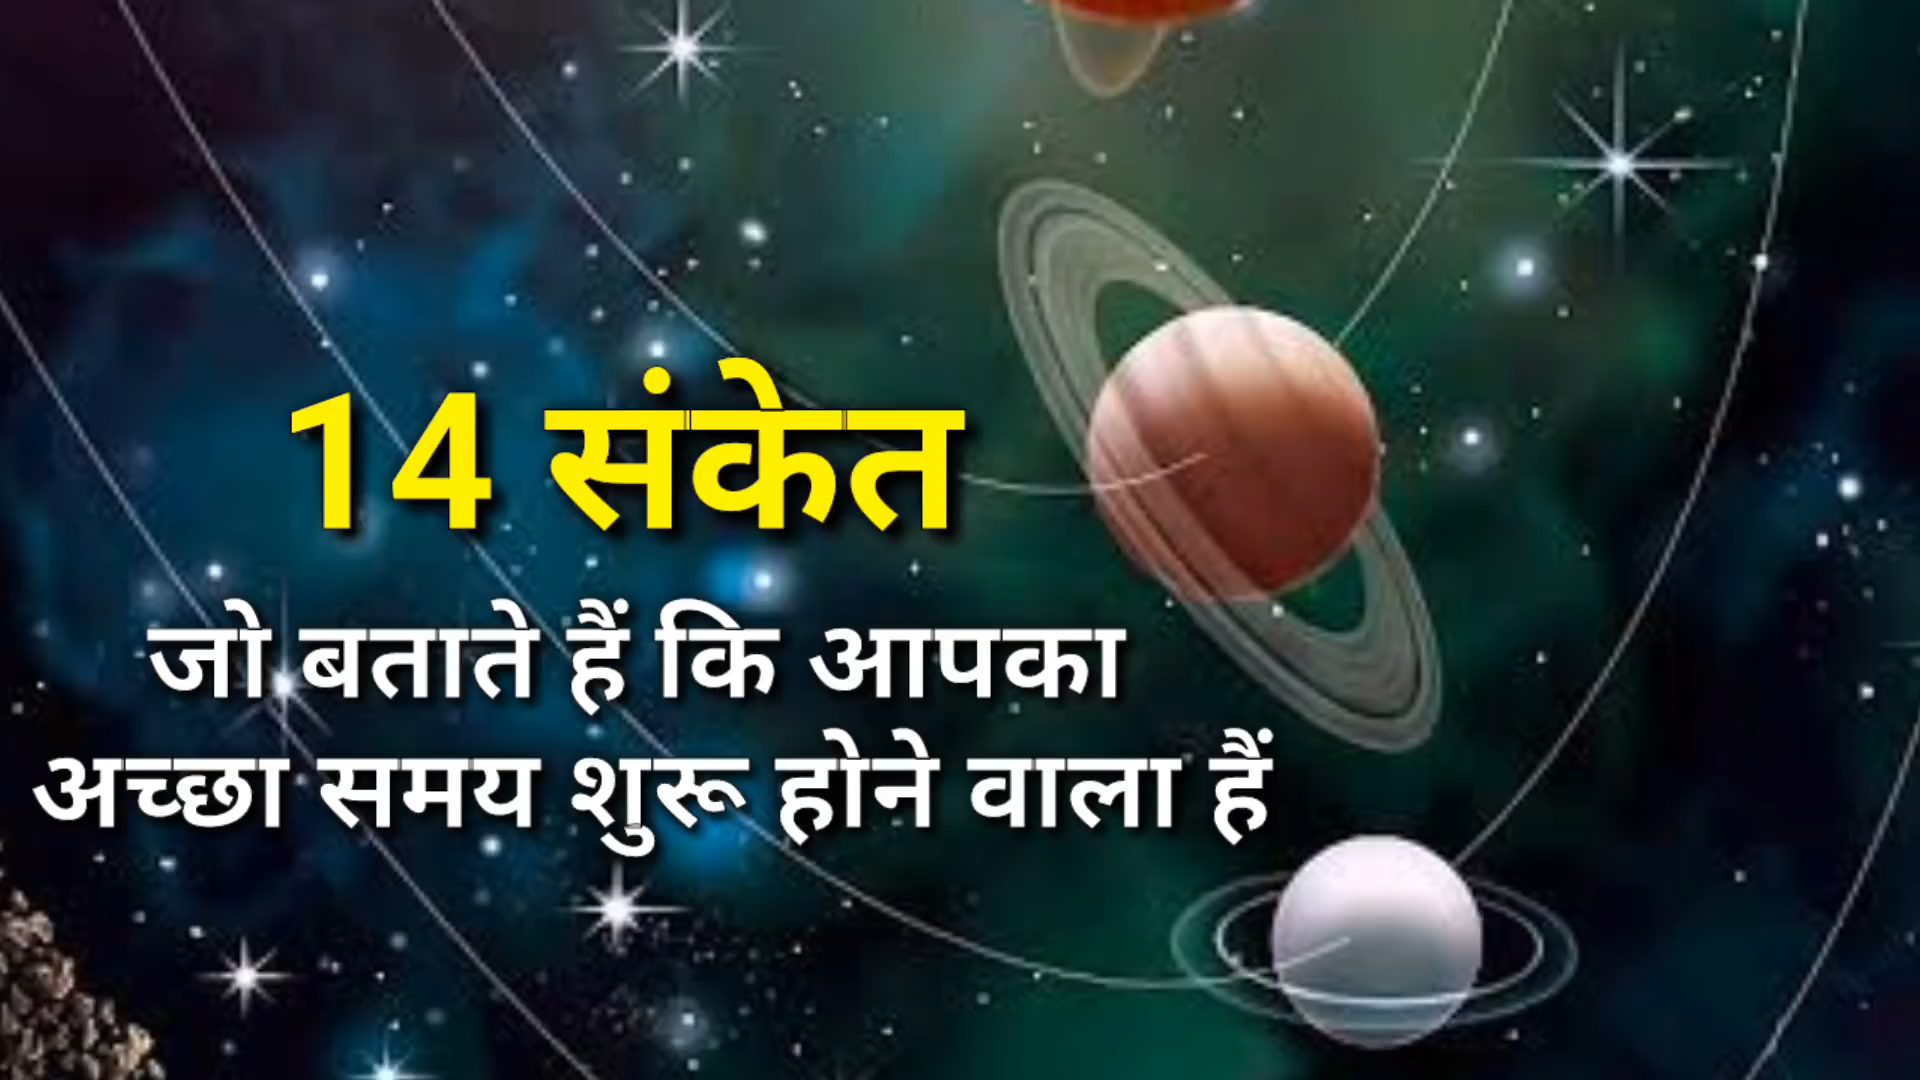 14 संकेत
जो बताते हैं कि आपका
अच्छा समय शुरू होने वाला हैं